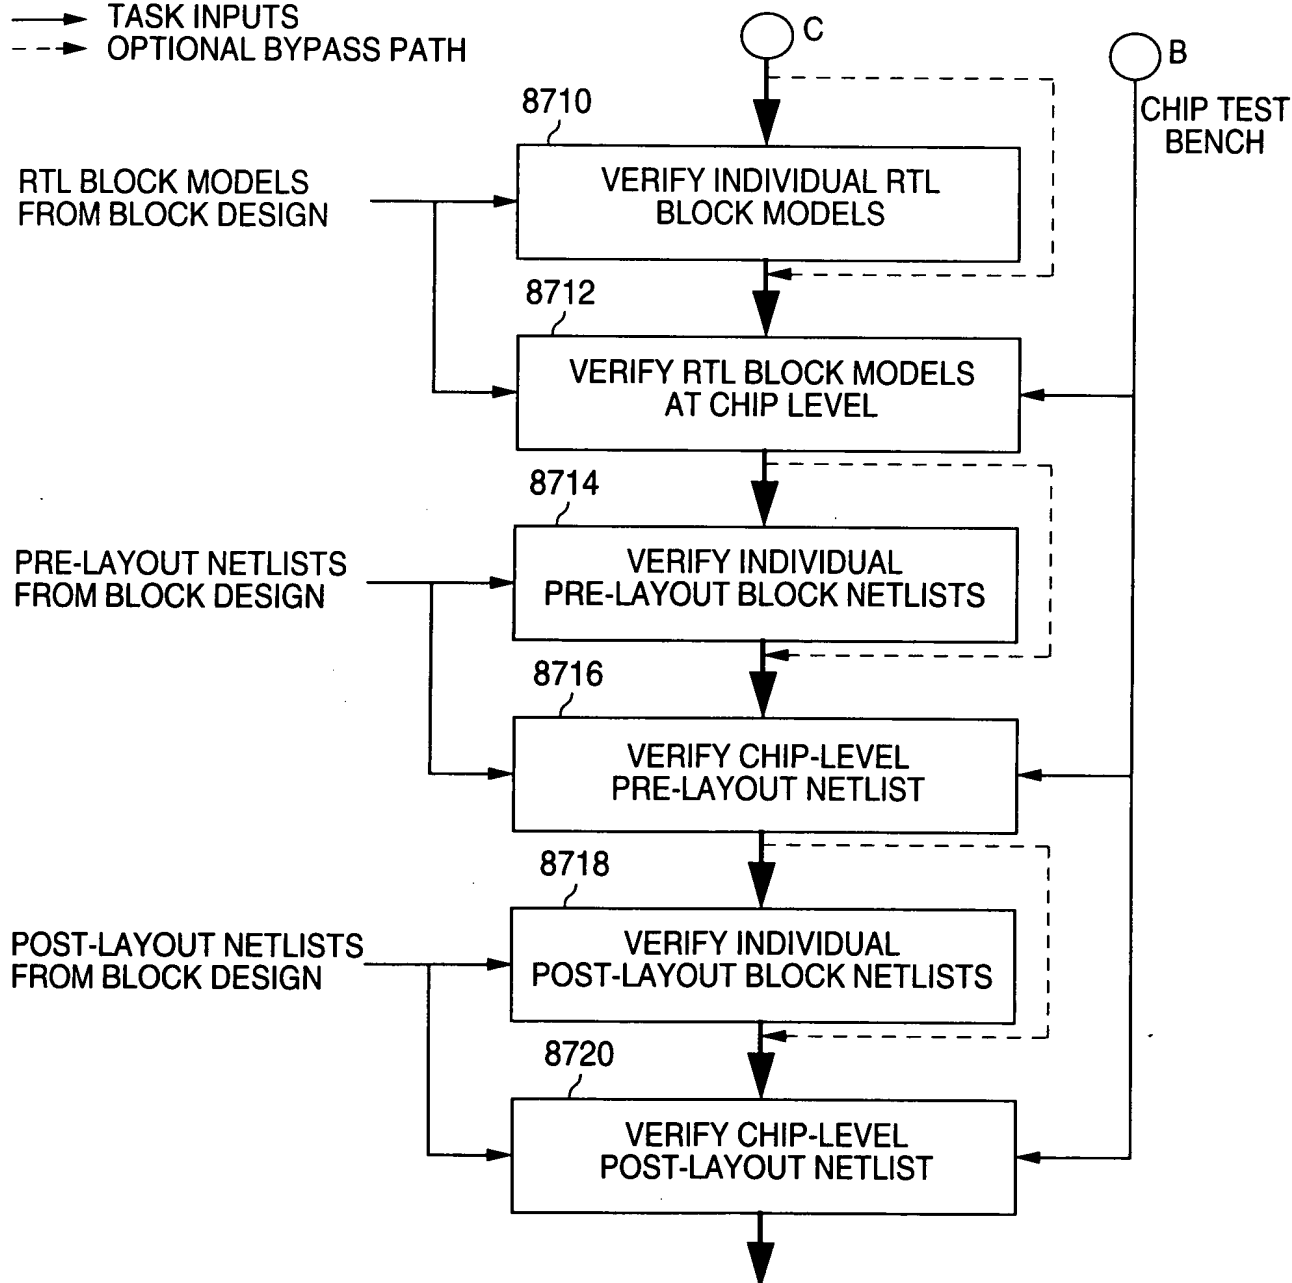 TASK INPUTS
OPTIONAL BYPASS PATH
C
B
CHIP TEST
BENCH
8710
RTL BLOCK MODELS
FROM BLOCK DESIGN
VERIFY INDIVIDUAL RTL
BLOCK MODELS
8712
VERIFY RTL BLOCK MODELS
AT CHIP LEVEL
8714
PRE-LAYOUT NETLISTS
FROM BLOCK DESIGN
VERIFY INDIVIDUAL
PRE-LAYOUT BLOCK NETLISTS
8716
VERIFY CHIP-LEVEL
PRE-LAYOUT NETLIST
8718
POST-LAYOUT NETLISTS
FROM BLOCK DESIGN
VERIFY INDIVIDUAL
POST-LAYOUT BLOCK NETLISTS
8720
VERIFY CHIP-LEVEL
POST-LAYOUT NETLIST